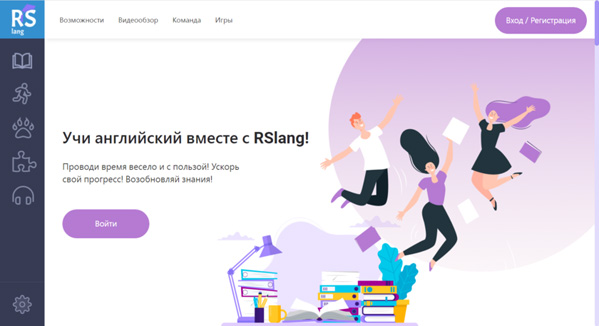 RS
lang
Возможности Видеообзор Команда Игры
Вход / Регистрация
Учи английский вместе с RSlang!
Проводи время весело и с пользой! Ускорь
свой прогресс! Возобновляй знания!
Войти